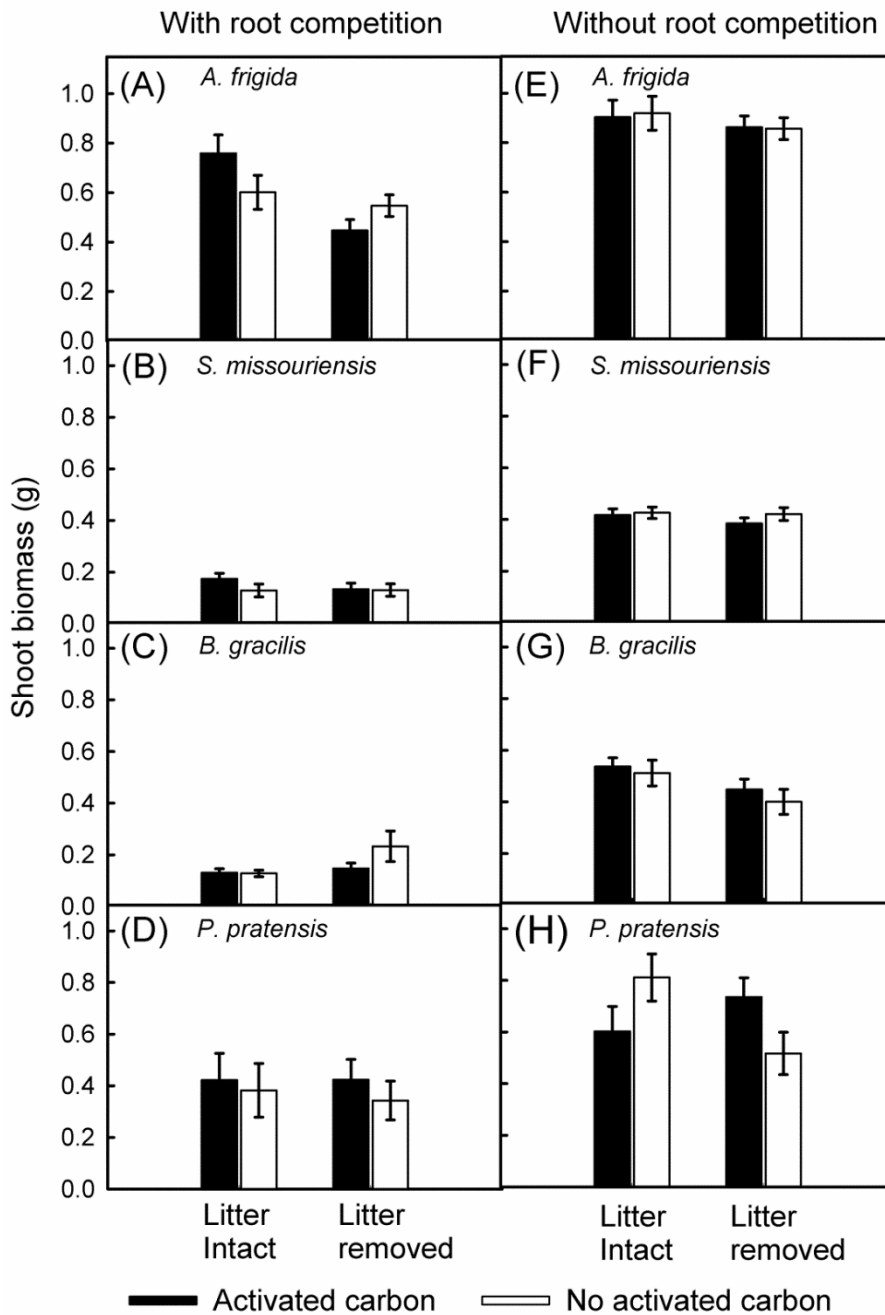 With root competition
Without root competition
(A) A. frigida
(E) A. frigida
1.0
0.8
0.6
0.4
0.2
0.0
(B) S. missouriensis
(F) S. missouriensis
1.0
0.8
0.6
0.4
0.2
0.0
(C) B. gracilis
(G) B. gracilis
1.0
0.8
0.6
0.4
0.2
0.0
(D) P. pratensis
(H) P. pratensis
1.0
0.8
0.6
0.4
0.2
0.0
Shoot biomass (g)
Litter
Intact
Litter
removed
Litter
Intact
Litter
removed
Activated carbon
No activated carbon